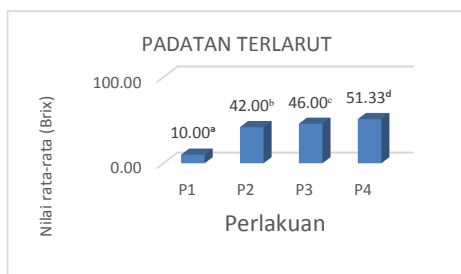 PADATAN TERLARUT
Nilai rata-rata (Brix)
100.00
0.00
10.00ᵃ
42.00ᵇ
46.00ᶜ
51.33ᵈ
P1 P2 P3 P4
Perlakuan